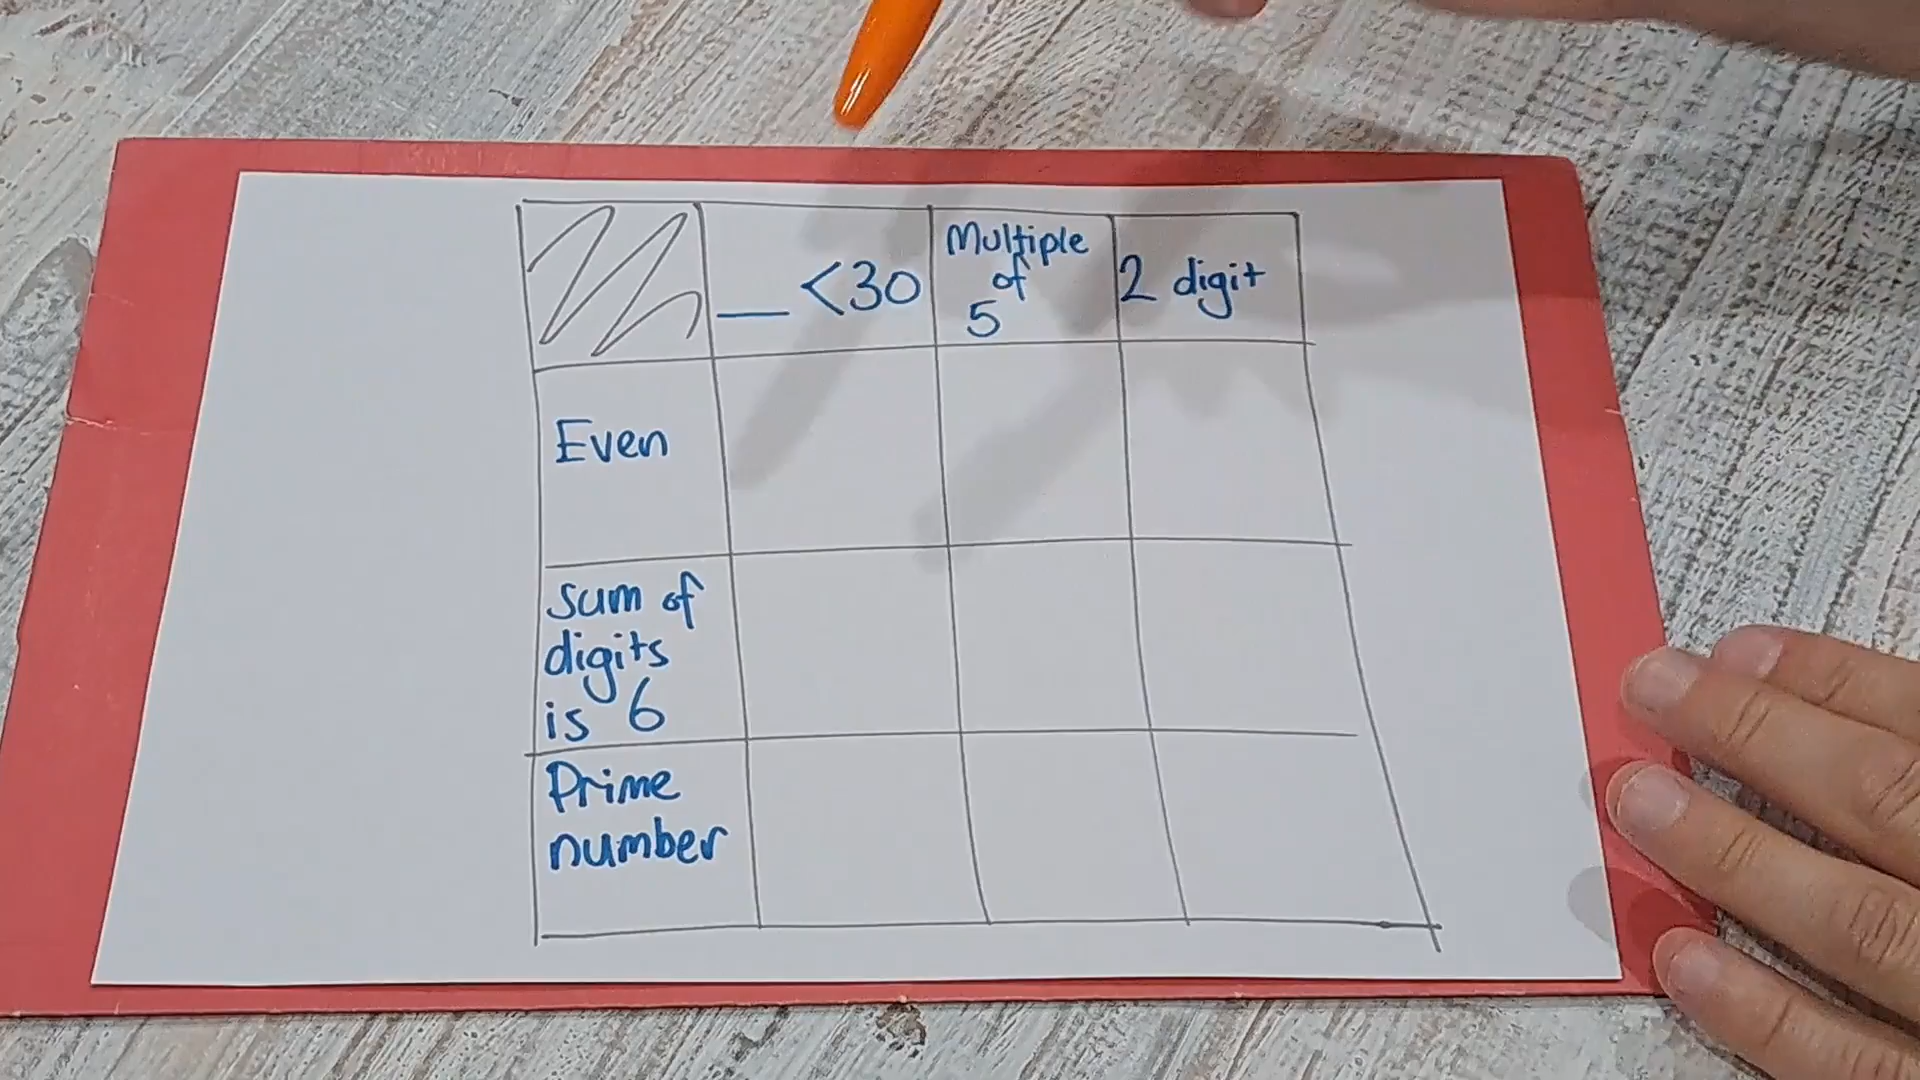 __ <30
Multiple
of
5
2 digit
Even
Sum of
digits
is 6
Prime
number